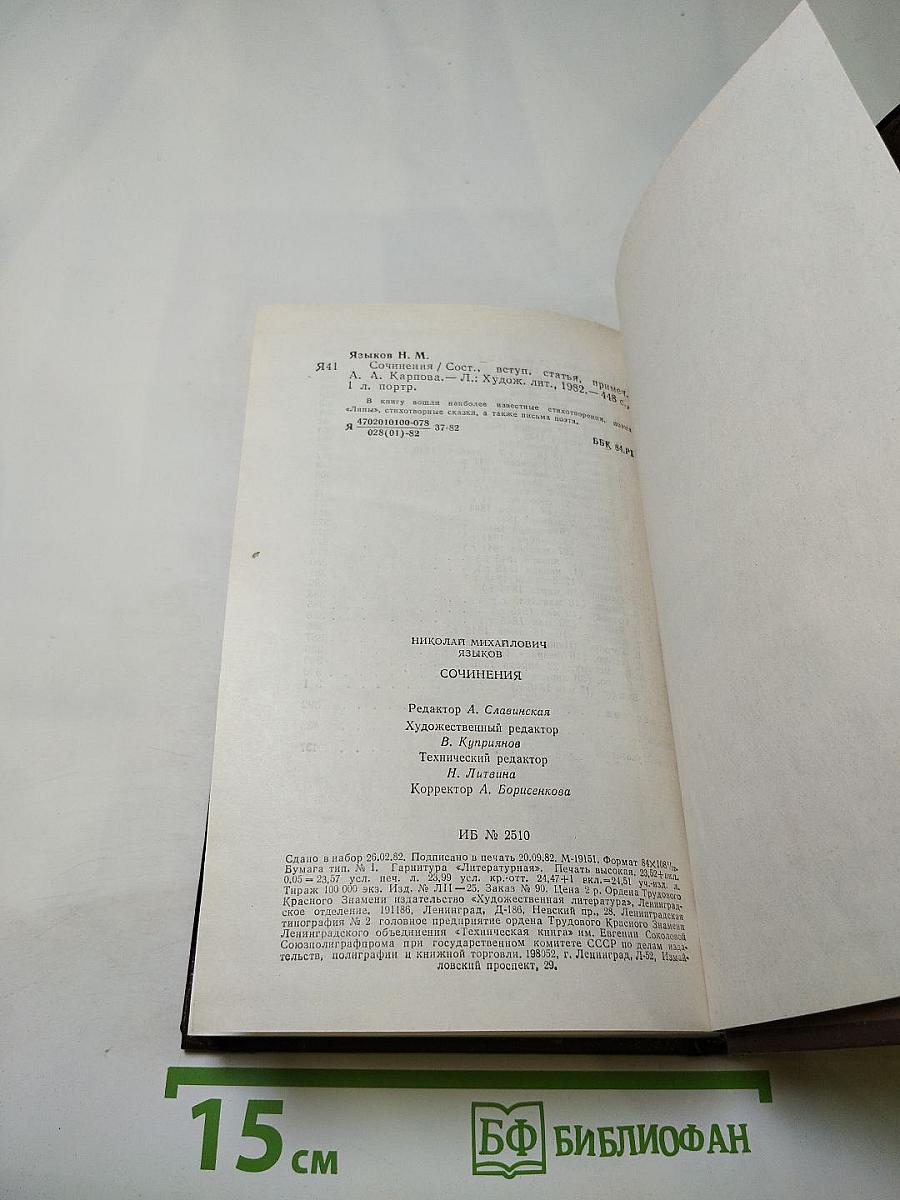 Языков Н. М.
Я41 Сочинения / Сост., вступ. статья, примеч.
А. А. Карпова.— Л.: Худож. лит., 1982.— 448 с.,
1 л. портр.
В книгу вошли наиболее известные стихотворения,
«Липы», стихотворные сказки, а также письма поэта.
Я 4702010100-078 37-82
028(01)-82
ББК 84.Р1
НИКОЛАЙ МИХАЙЛОВИЧ
ЯЗЫКОВ
СОЧИНЕНИЯ
Редактор А. Славинская
Художественный редактор
В. Куприянов
Технический редактор
Н. Литвина
Корректор А. Борисенкова
ИБ № 2510
Сдано в набор 26.02.82. Подписано в печать 20.09.82. М-19151. Формат 84×108¹/₃₂.
Бумага тип. № 1. Гарнитура «Литературная». Печать высокая. 23,52+вкл.
0,05=23,57 усл. печ. л. 23,99 усл. кр.-отт. 24,47+1 вкл.=24,51 уч.-изд. л.
Тираж 100 000 экз. Изд. № ЛII—25. Заказ № 90. Цена 2 р. Ордена Трудового
Красного Знамени издательство «Художественная литература», Ленинград-
ское отделение. 191186, Ленинград, Д-186, Невский пр., 28. Ленинградская
типография № 2 головное предприятие ордена Трудового Красного Знамени
Ленинградского объединения «Техническая книга» им. Евгении Соколовой
Союзполиграфпрома при государственном комитете СССР по делам изда-
тельств, полиграфии и книжной торговли. 198052, г. Ленинград, Л-52, Измай-
ловский проспект, 29.
15 см
БФ БИБЛИОФАН